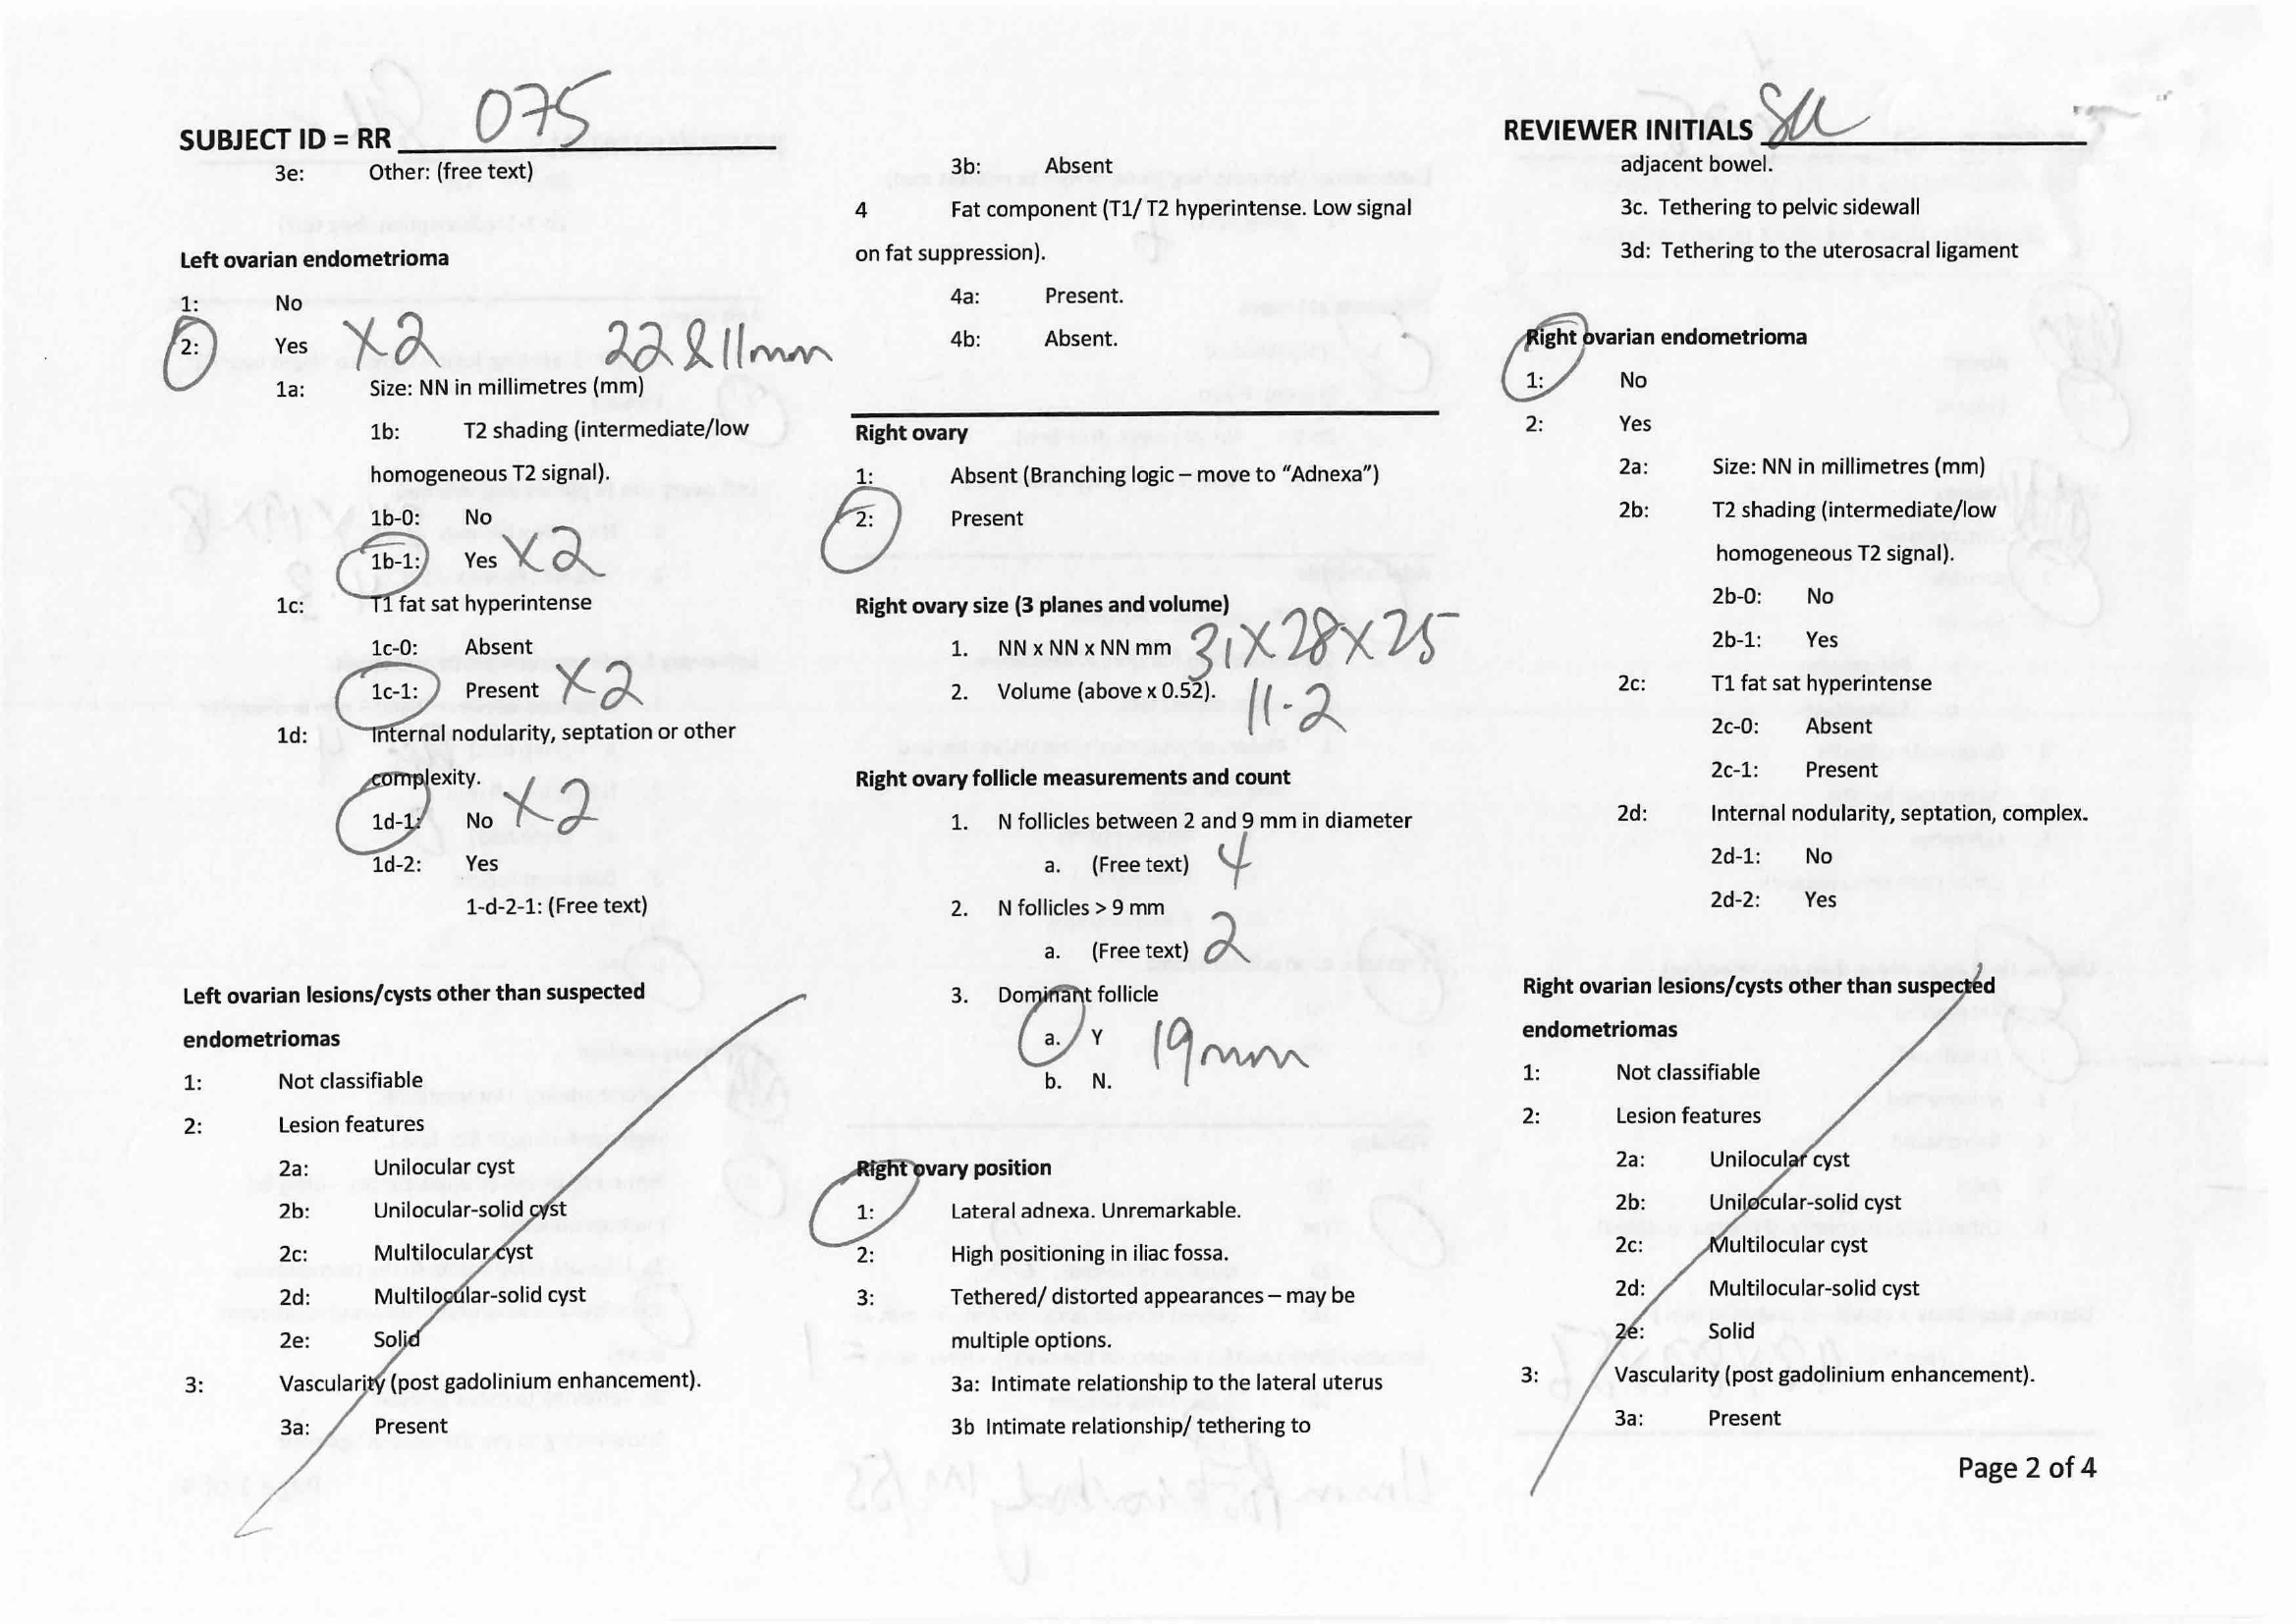 SUBJECT ID = RR 075
3e: Other: (free text)
Left ovarian endometrioma
1: No
2: Yes X2 22 & 11mm
1a: Size: NN in millimetres (mm)
1b: T2 shading (intermediate/low
homogeneous T2 signal).
1b-0: No
1b-1: Yes X2
1c: T1 fat sat hyperintense
1c-0: Absent
1c-1: Present X2
1d: Internal nodularity, septation or other
complexity.
1d-1: No X2
1d-2: Yes
1-d-2-1: (Free text)
Left ovarian lesions/cysts other than suspected
endometriomas
1: Not classifiable
2: Lesion features
2a: Unilocular cyst
2b: Unilocular-solid cyst
2c: Multilocular cyst
2d: Multilocular-solid cyst
2e: Solid
3: Vascularity (post gadolinium enhancement).
3a: Present
3b: Absent
4 Fat component (T1/ T2 hyperintense. Low signal
on fat suppression).
4a: Present.
4b: Absent.
Right ovary
1: Absent (Branching logic – move to “Adnexa”)
2: Present
Right ovary size (3 planes and volume)
1. NN x NN x NN mm 31X28X25
2. Volume (above x 0.52). 11.2
Right ovary follicle measurements and count
1. N follicles between 2 and 9 mm in diameter
a. (Free text) 4
2. N follicles > 9 mm
a. (Free text) 2
3. Dominant follicle
a. Y 19mm
b. N.
Right ovary position
1: Lateral adnexa. Unremarkable.
2: High positioning in iliac fossa.
3: Tethered/ distorted appearances – may be
multiple options.
3a: Intimate relationship to the lateral uterus
3b Intimate relationship/ tethering to
REVIEWER INITIALS
adjacent bowel.
3c. Tethering to pelvic sidewall
3d: Tethering to the uterosacral ligament
Right ovarian endometrioma
1: No
2: Yes
2a: Size: NN in millimetres (mm)
2b: T2 shading (intermediate/low
homogeneous T2 signal).
2b-0: No
2b-1: Yes
2c: T1 fat sat hyperintense
2c-0: Absent
2c-1: Present
2d: Internal nodularity, septation, complex.
2d-1: No
2d-2: Yes
Right ovarian lesions/cysts other than suspected
endometriomas
1: Not classifiable
2: Lesion features
2a: Unilocular cyst
2b: Unilocular-solid cyst
2c: Multilocular cyst
2d: Multilocular-solid cyst
2e: Solid
3: Vascularity (post gadolinium enhancement).
3a: Present
Page 2 of 4